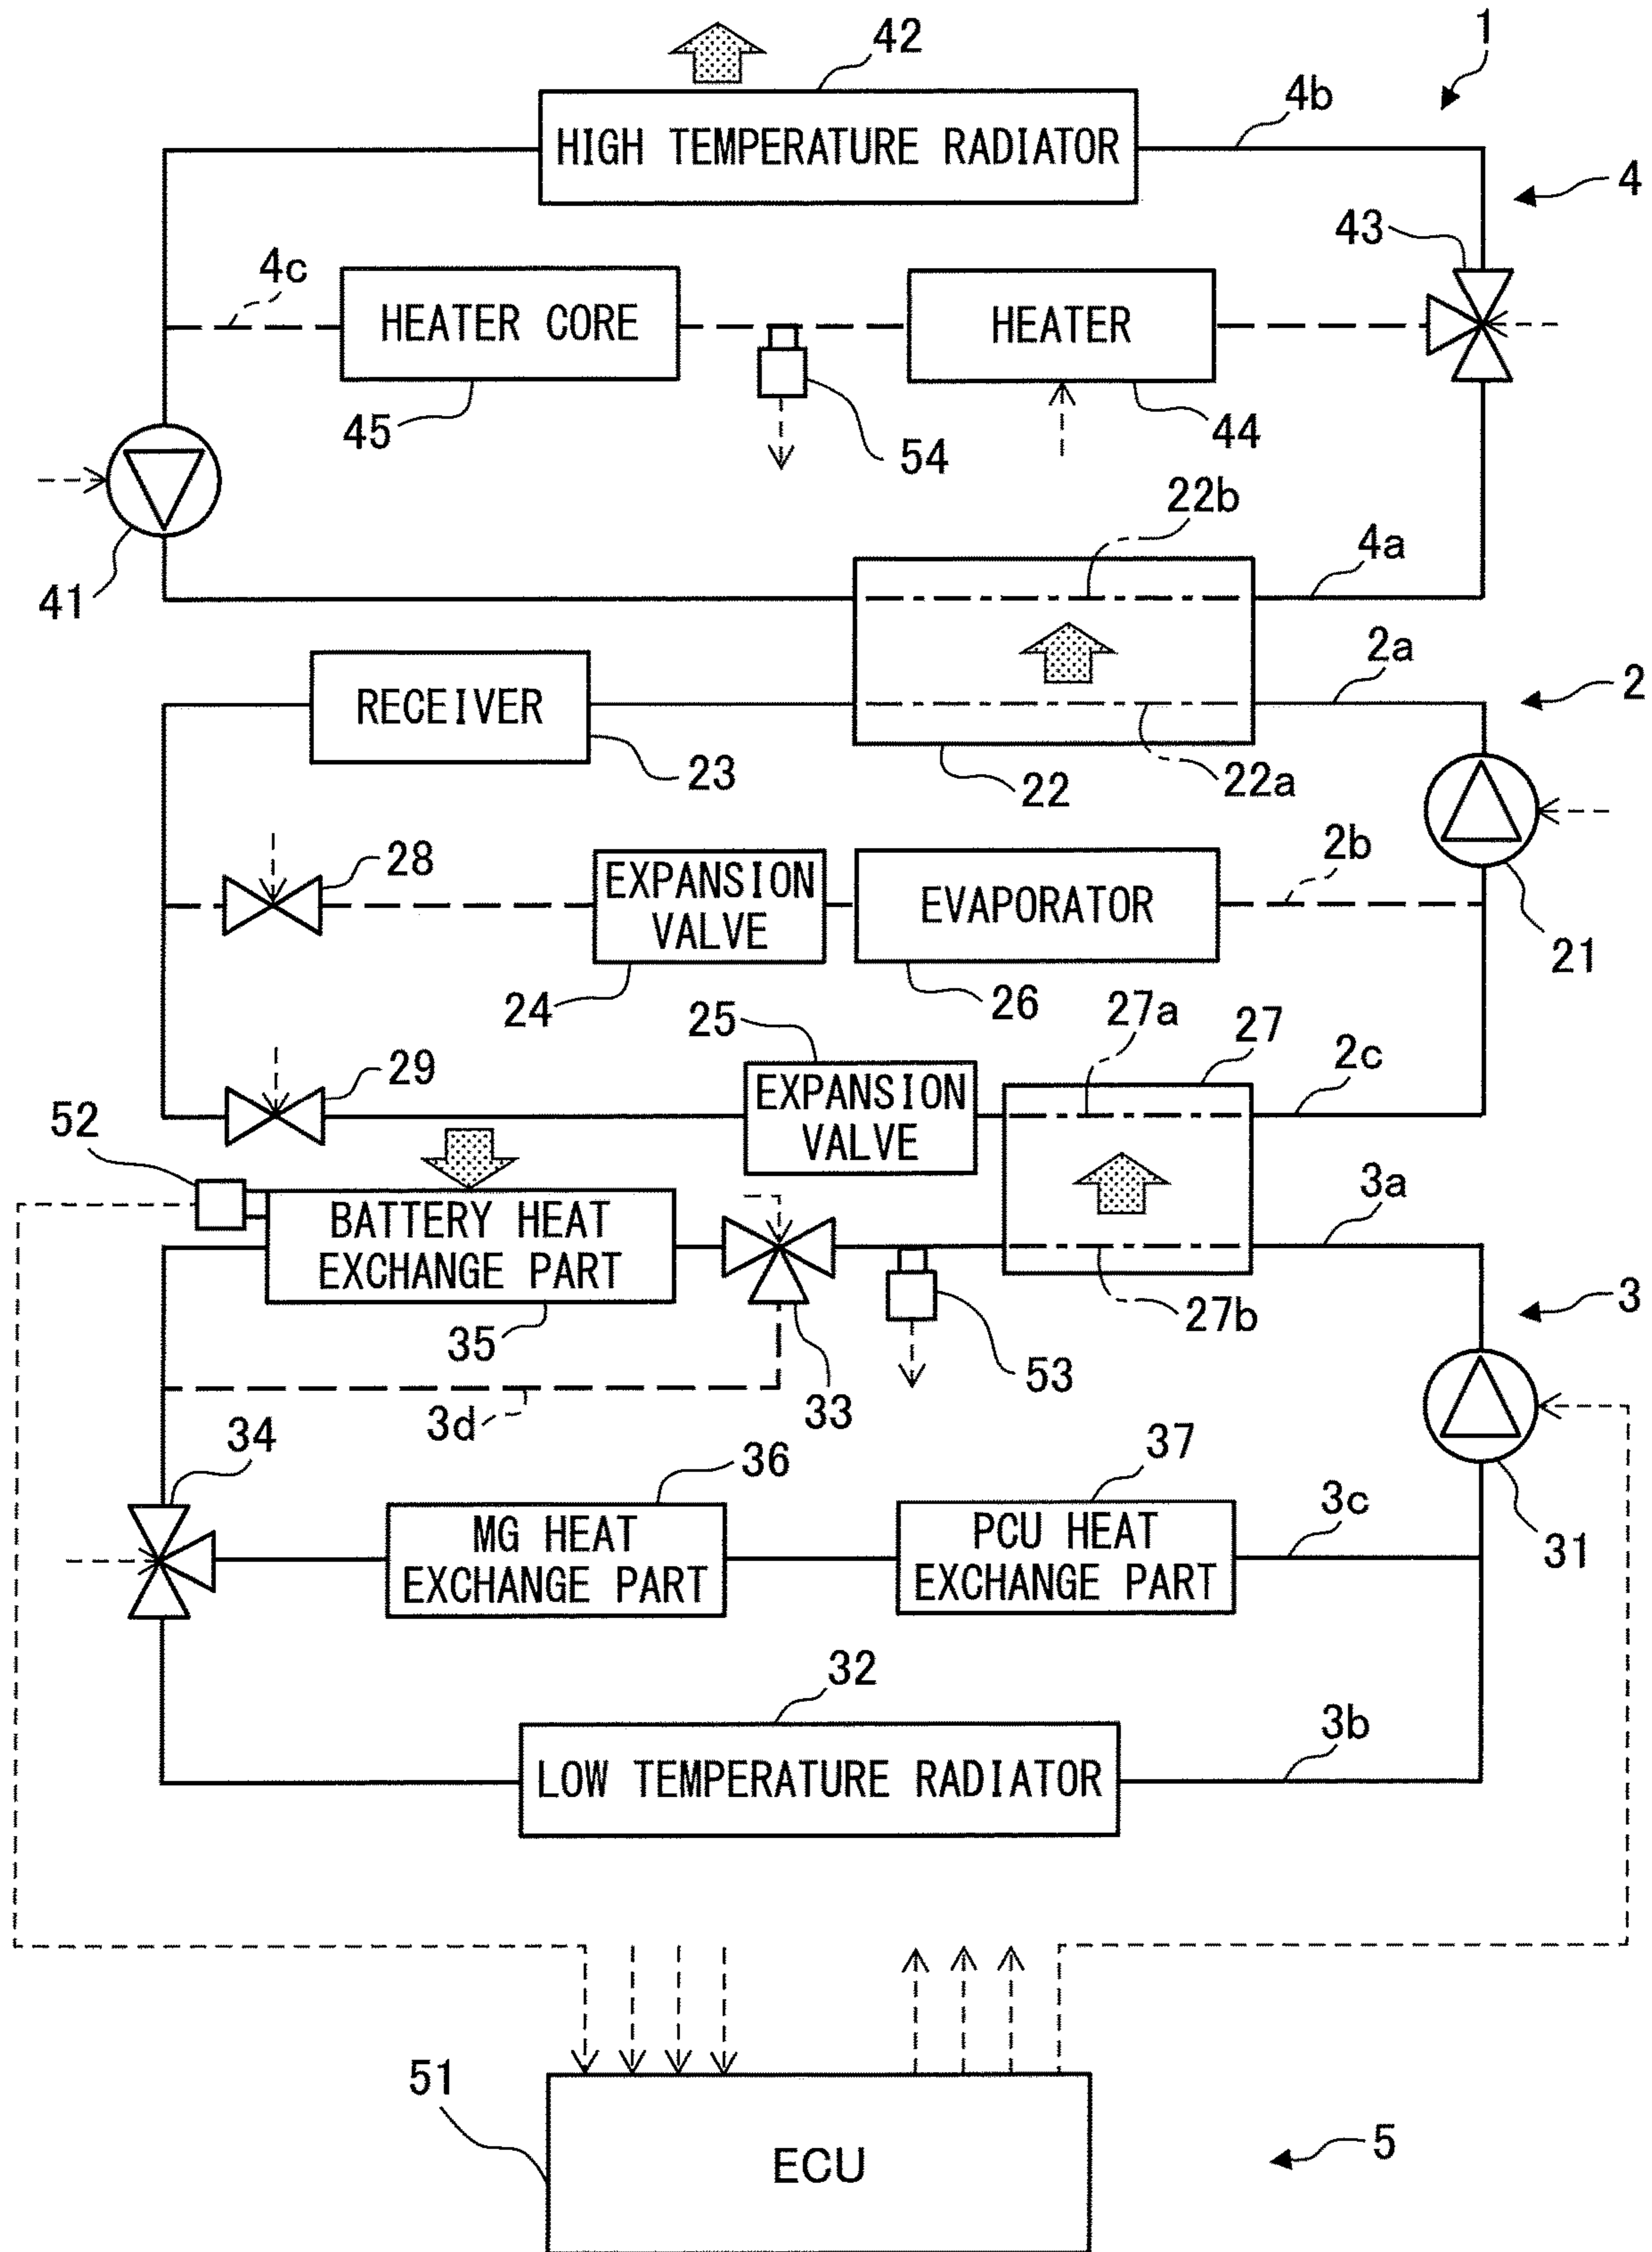 1
42
4b
HIGH TEMPERATURE RADIATOR
4
43
4c
HEATER CORE
HEATER
45
54
44
41
22b
4a
2a
2
RECEIVER
23
22
22a
28
EXPANSION
VALVE
EVAPORATOR
2b
21
24
26
25
27a
27
2c
29
EXPANSION
VALVE
52
BATTERY HEAT
EXCHANGE PART
3a
35
27b
3
53
33
3d
34
36
37
31
MG HEAT
EXCHANGE PART
PCU HEAT
EXCHANGE PART
3c
32
LOW TEMPERATURE RADIATOR
3b
51
ECU
5